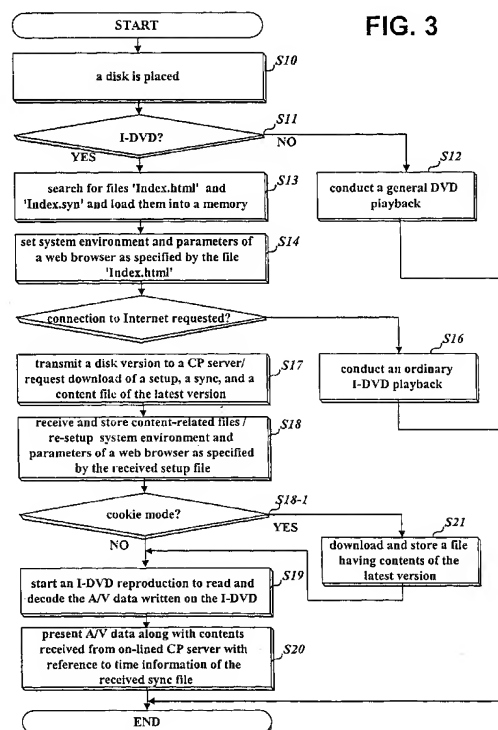 FIG. 3
START
S10
a disk is placed
S11
I-DVD?
YES
NO
S12
conduct a general DVD
playback
S13
search for files 'Index.html' and
'Index.syn' and load them into a memory
S14
set system environment and parameters of
a web browser as specified by the file
'Index.html'
connection to Internet requested?
S16
conduct an ordinary
I-DVD playback
S17
transmit a disk version to a CP server/
request download of a setup, a sync, and a
content file of the latest version
S18
receive and store content-related files /
re-setup system environment and
parameters of a web browser as specified
by the received setup file
S18-1
cookie mode?
YES
NO
S21
download and store a file
having contents of the
latest version
S19
start an I-DVD reproduction to read and
decode the A/V data written on the I-DVD
S20
present A/V data along with contents
received from on-lined CP server with
reference to time information of the
received sync file
END